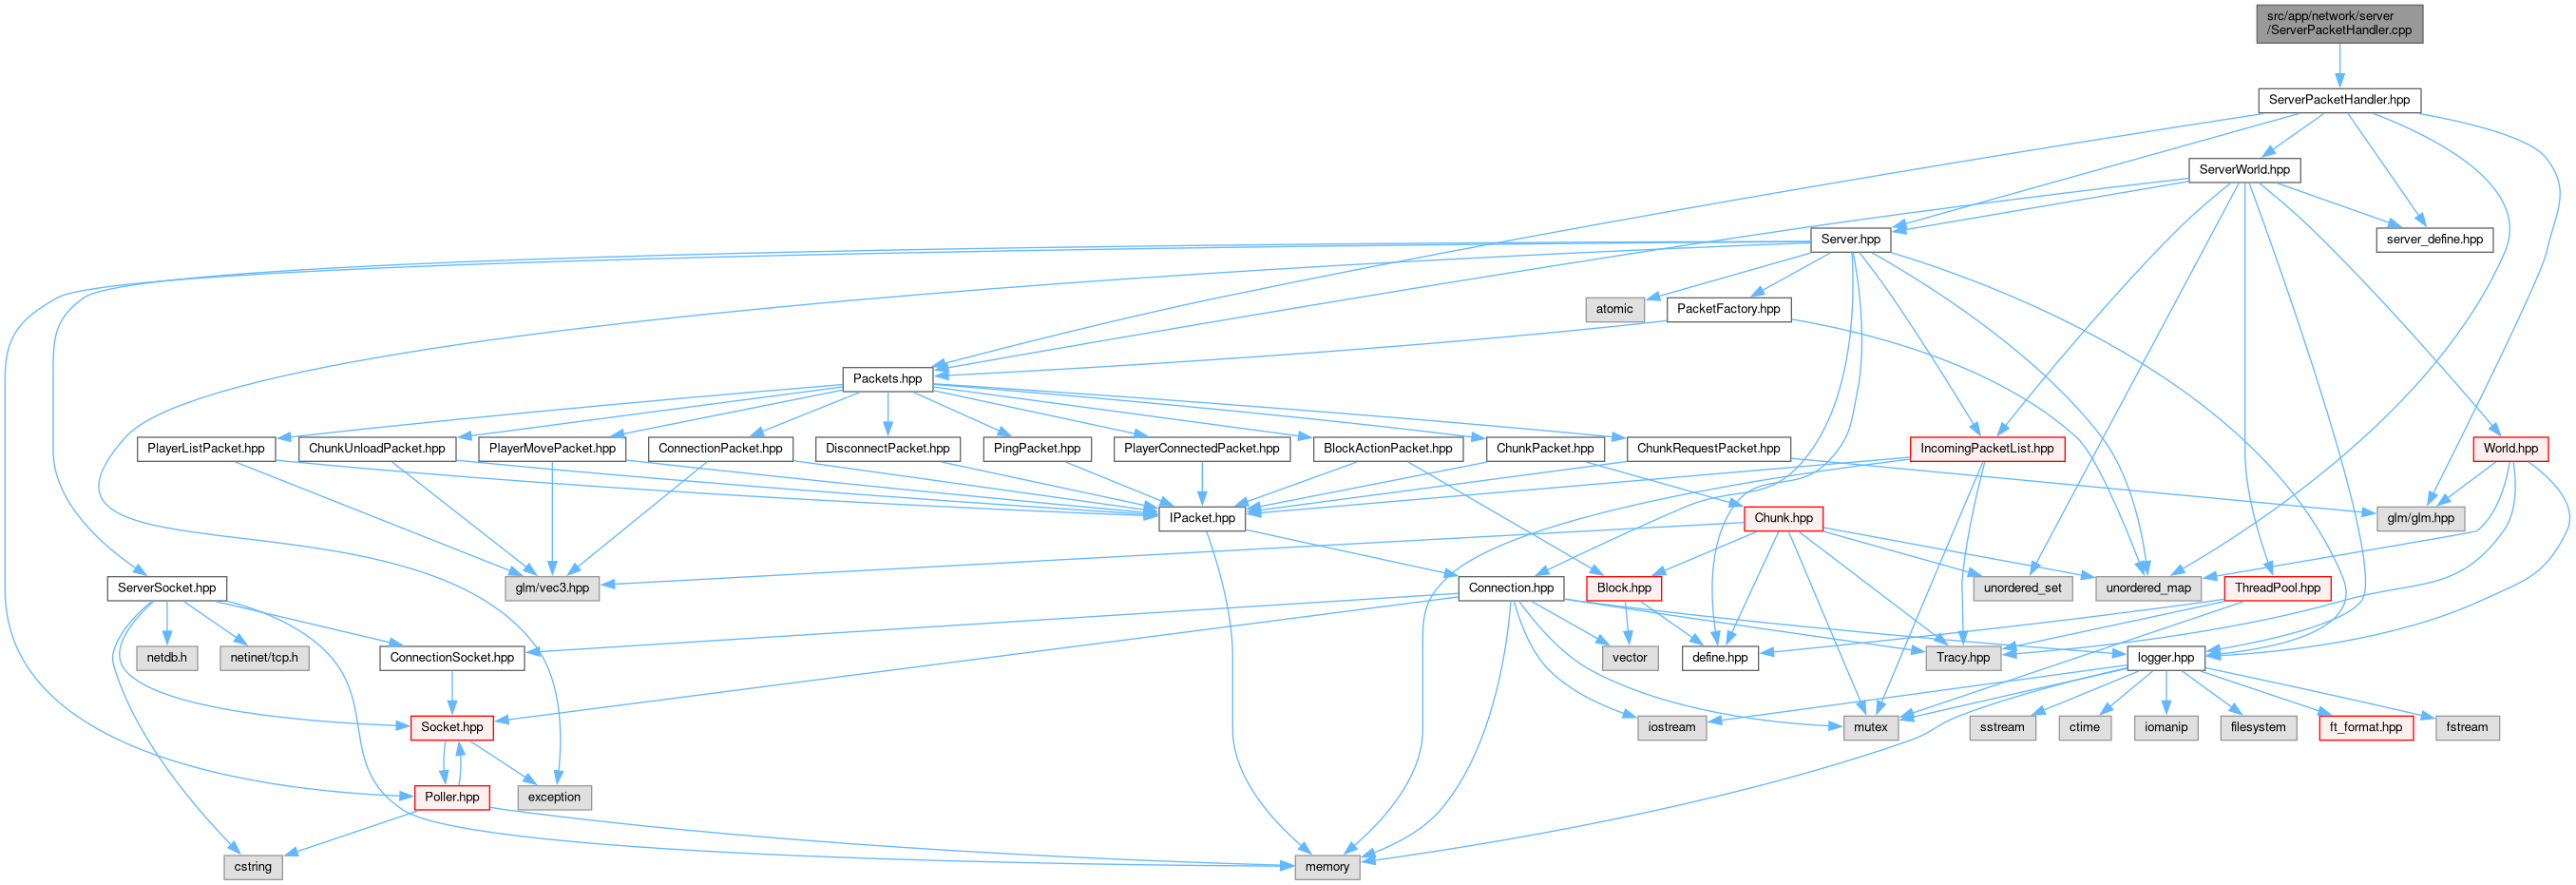 src/app/network/server
/ServerPacketHandler.cpp
ServerPacketHandler.hpp
ServerWorld.hpp
Server.hpp
server_define.hpp
atomic
PacketFactory.hpp
Packets.hpp
PlayerListPacket.hpp
ChunkUnloadPacket.hpp
PlayerMovePacket.hpp
ConnectionPacket.hpp
DisconnectPacket.hpp
PingPacket.hpp
PlayerConnectedPacket.hpp
BlockActionPacket.hpp
ChunkPacket.hpp
ChunkRequestPacket.hpp
IncomingPacketList.hpp
World.hpp
IPacket.hpp
Chunk.hpp
glm/glm.hpp
ServerSocket.hpp
glm/vec3.hpp
Connection.hpp
Block.hpp
unordered_set
unordered_map
ThreadPool.hpp
netdb.h
netinet/tcp.h
ConnectionSocket.hpp
vector
define.hpp
Tracy.hpp
logger.hpp
Socket.hpp
iostream
mutex
sstream
ctime
iomanip
filesystem
ft_format.hpp
fstream
Poller.hpp
exception
cstring
memory